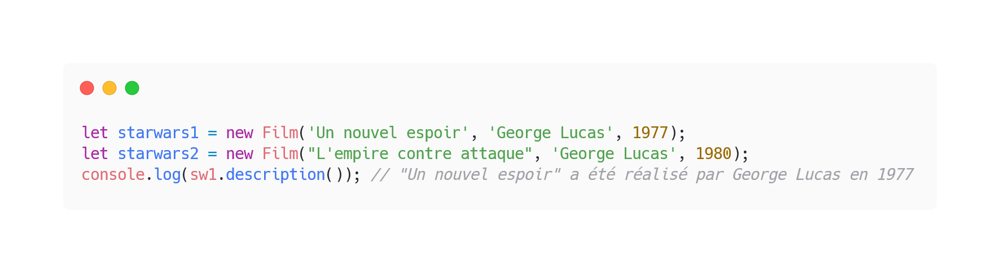 let starwars1 = new Film('Un nouvel espoir', 'George Lucas', 1977);
let starwars2 = new Film("L'empire contre attaque", 'George Lucas', 1980);
console.log(sw1.description()); // "Un nouvel espoir" a été réalisé par George Lucas en 1977